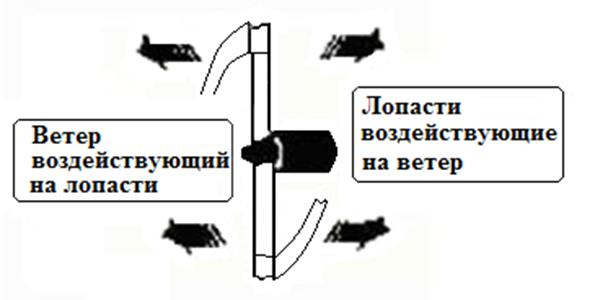 Ветер
воздействующий
на лопасти
Лопасти
воздействующие
на ветер